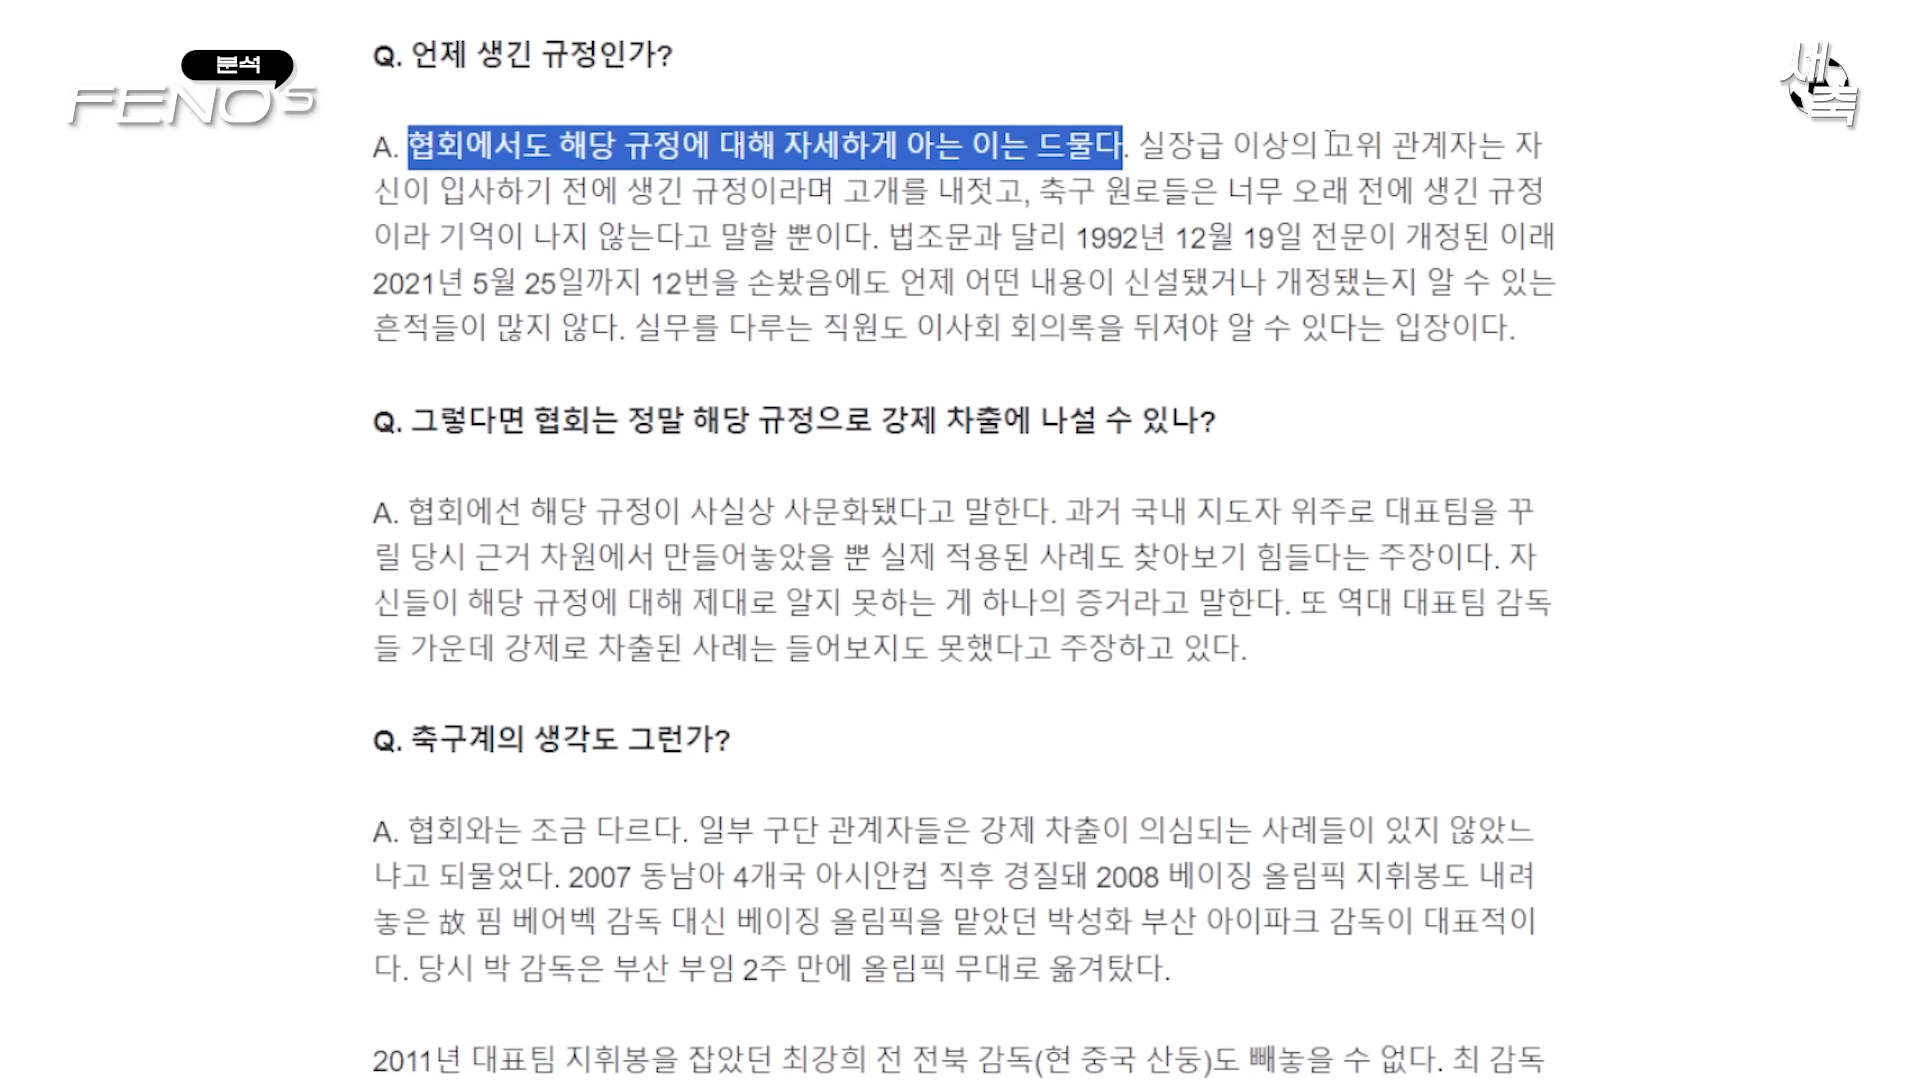 분석
FENO'S
세축
Q. 언제 생긴 규정인가?
A. 협회에서도 해당 규정에 대해 자세하게 아는 이는 드물다. 실장급 이상의 고위 관계자는 자
신이 입사하기 전에 생긴 규정이라며 고개를 내젓고, 축구 원로들은 너무 오래 전에 생긴 규정
이라 기억이 나지 않는다고 말할 뿐이다. 법조문과 달리 1992년 12월 19일 전문이 개정된 이래
2021년 5월 25일까지 12번을 손봤음에도 언제 어떤 내용이 신설됐거나 개정됐는지 알 수 있는
흔적들이 많지 않다. 실무를 다루는 직원도 이사회 회의록을 뒤져야 알 수 있다는 입장이다.
Q. 그렇다면 협회는 정말 해당 규정으로 강제 차출에 나설 수 있나?
A. 협회에선 해당 규정이 사실상 사문화됐다고 말한다. 과거 국내 지도자 위주로 대표팀을 꾸
릴 당시 근거 차원에서 만들어놓았을 뿐 실제 적용된 사례도 찾아보기 힘들다는 주장이다. 자
신들이 해당 규정에 대해 제대로 알지 못하는 게 하나의 증거라고 말한다. 또 역대 대표팀 감독
들 가운데 강제로 차출된 사례는 들어보지도 못했다고 주장하고 있다.
Q. 축구계의 생각도 그런가?
A. 협회와는 조금 다르다. 일부 구단 관계자들은 강제 차출이 의심되는 사례들이 있지 않았느
냐고 되물었다. 2007 동남아 4개국 아시안컵 직후 경질돼 2008 베이징 올림픽 지휘봉도 내려
놓은 故 핌 베어벡 감독 대신 베이징 올림픽을 맡았던 박성화 부산 아이파크 감독이 대표적이
다. 당시 박 감독은 부산 부임 2주 만에 올림픽 무대로 옮겨탔다.
2011년 대표팀 지휘봉을 잡았던 최강희 전 전북 감독(현 중국 산둥)도 빼놓을 수 없다. 최 감독